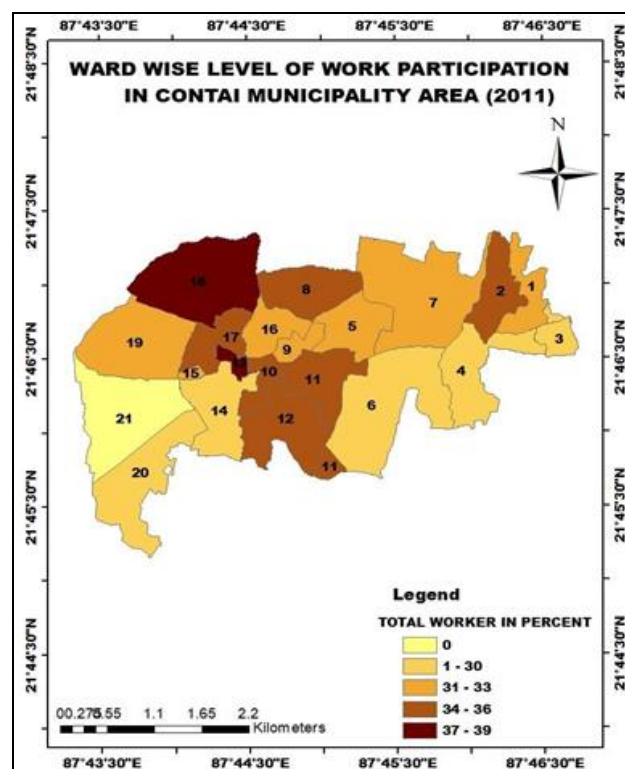 87°43'30"E 87°44'30"E 87°45'30"E 87°46'30"E
21°48'30"N 21°48'30"N
WARD WISE LEVEL OF WORK PARTICIPATION
IN CONTAI MUNICIPALITY AREA (2011)
N
21°47'30"N 21°47'30"N
18
8
2
1
7
17
16
5
3
19
9
21°46'30"N 21°46'30"N
15
10
11
4
6
14
12
21
11
20
21°45'30"N 21°45'30"N
Legend
TOTAL WORKER IN PERCENT
0
1 - 30
31 - 33
34 - 36
37 - 39
21°44'30"N 21°44'30"N
0.55 1.1 1.65 2.2
Kilometers
87°43'30"E 87°44'30"E 87°45'30"E 87°46'30"E